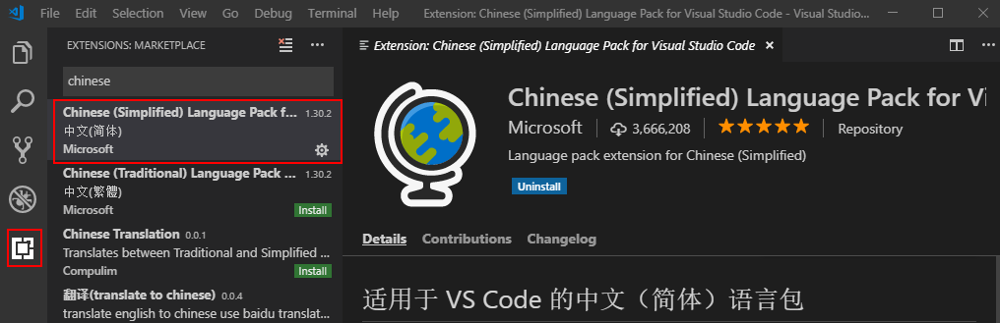 File Edit Selection View Go Debug Terminal Help Extension: Chinese (Simplified) Language Pack for Visual Studio Code - Visual Studio...
EXTENSIONS: MARKETPLACE
chinese
Chinese (Simplified) Language Pack f... 1.30.2
中文(简体)
Microsoft
Chinese (Traditional) Language Pack ... 1.30.2
中文(繁體)
Microsoft Install
Chinese Translation 0.0.1
Translates between Traditional and Simplified ...
Compulim Install
翻译(translate to chinese) 0.0.4
translate english to chinese use baidu translat...
Extension: Chinese (Simplified) Language Pack for Visual Studio Code
Chinese (Simplified) Language Pack for Vi
Microsoft 3,666,208 Repository
Language pack extension for Chinese (Simplified)
Uninstall
Details Contributions Changelog
适用于 VS Code 的中文（简体）语言包